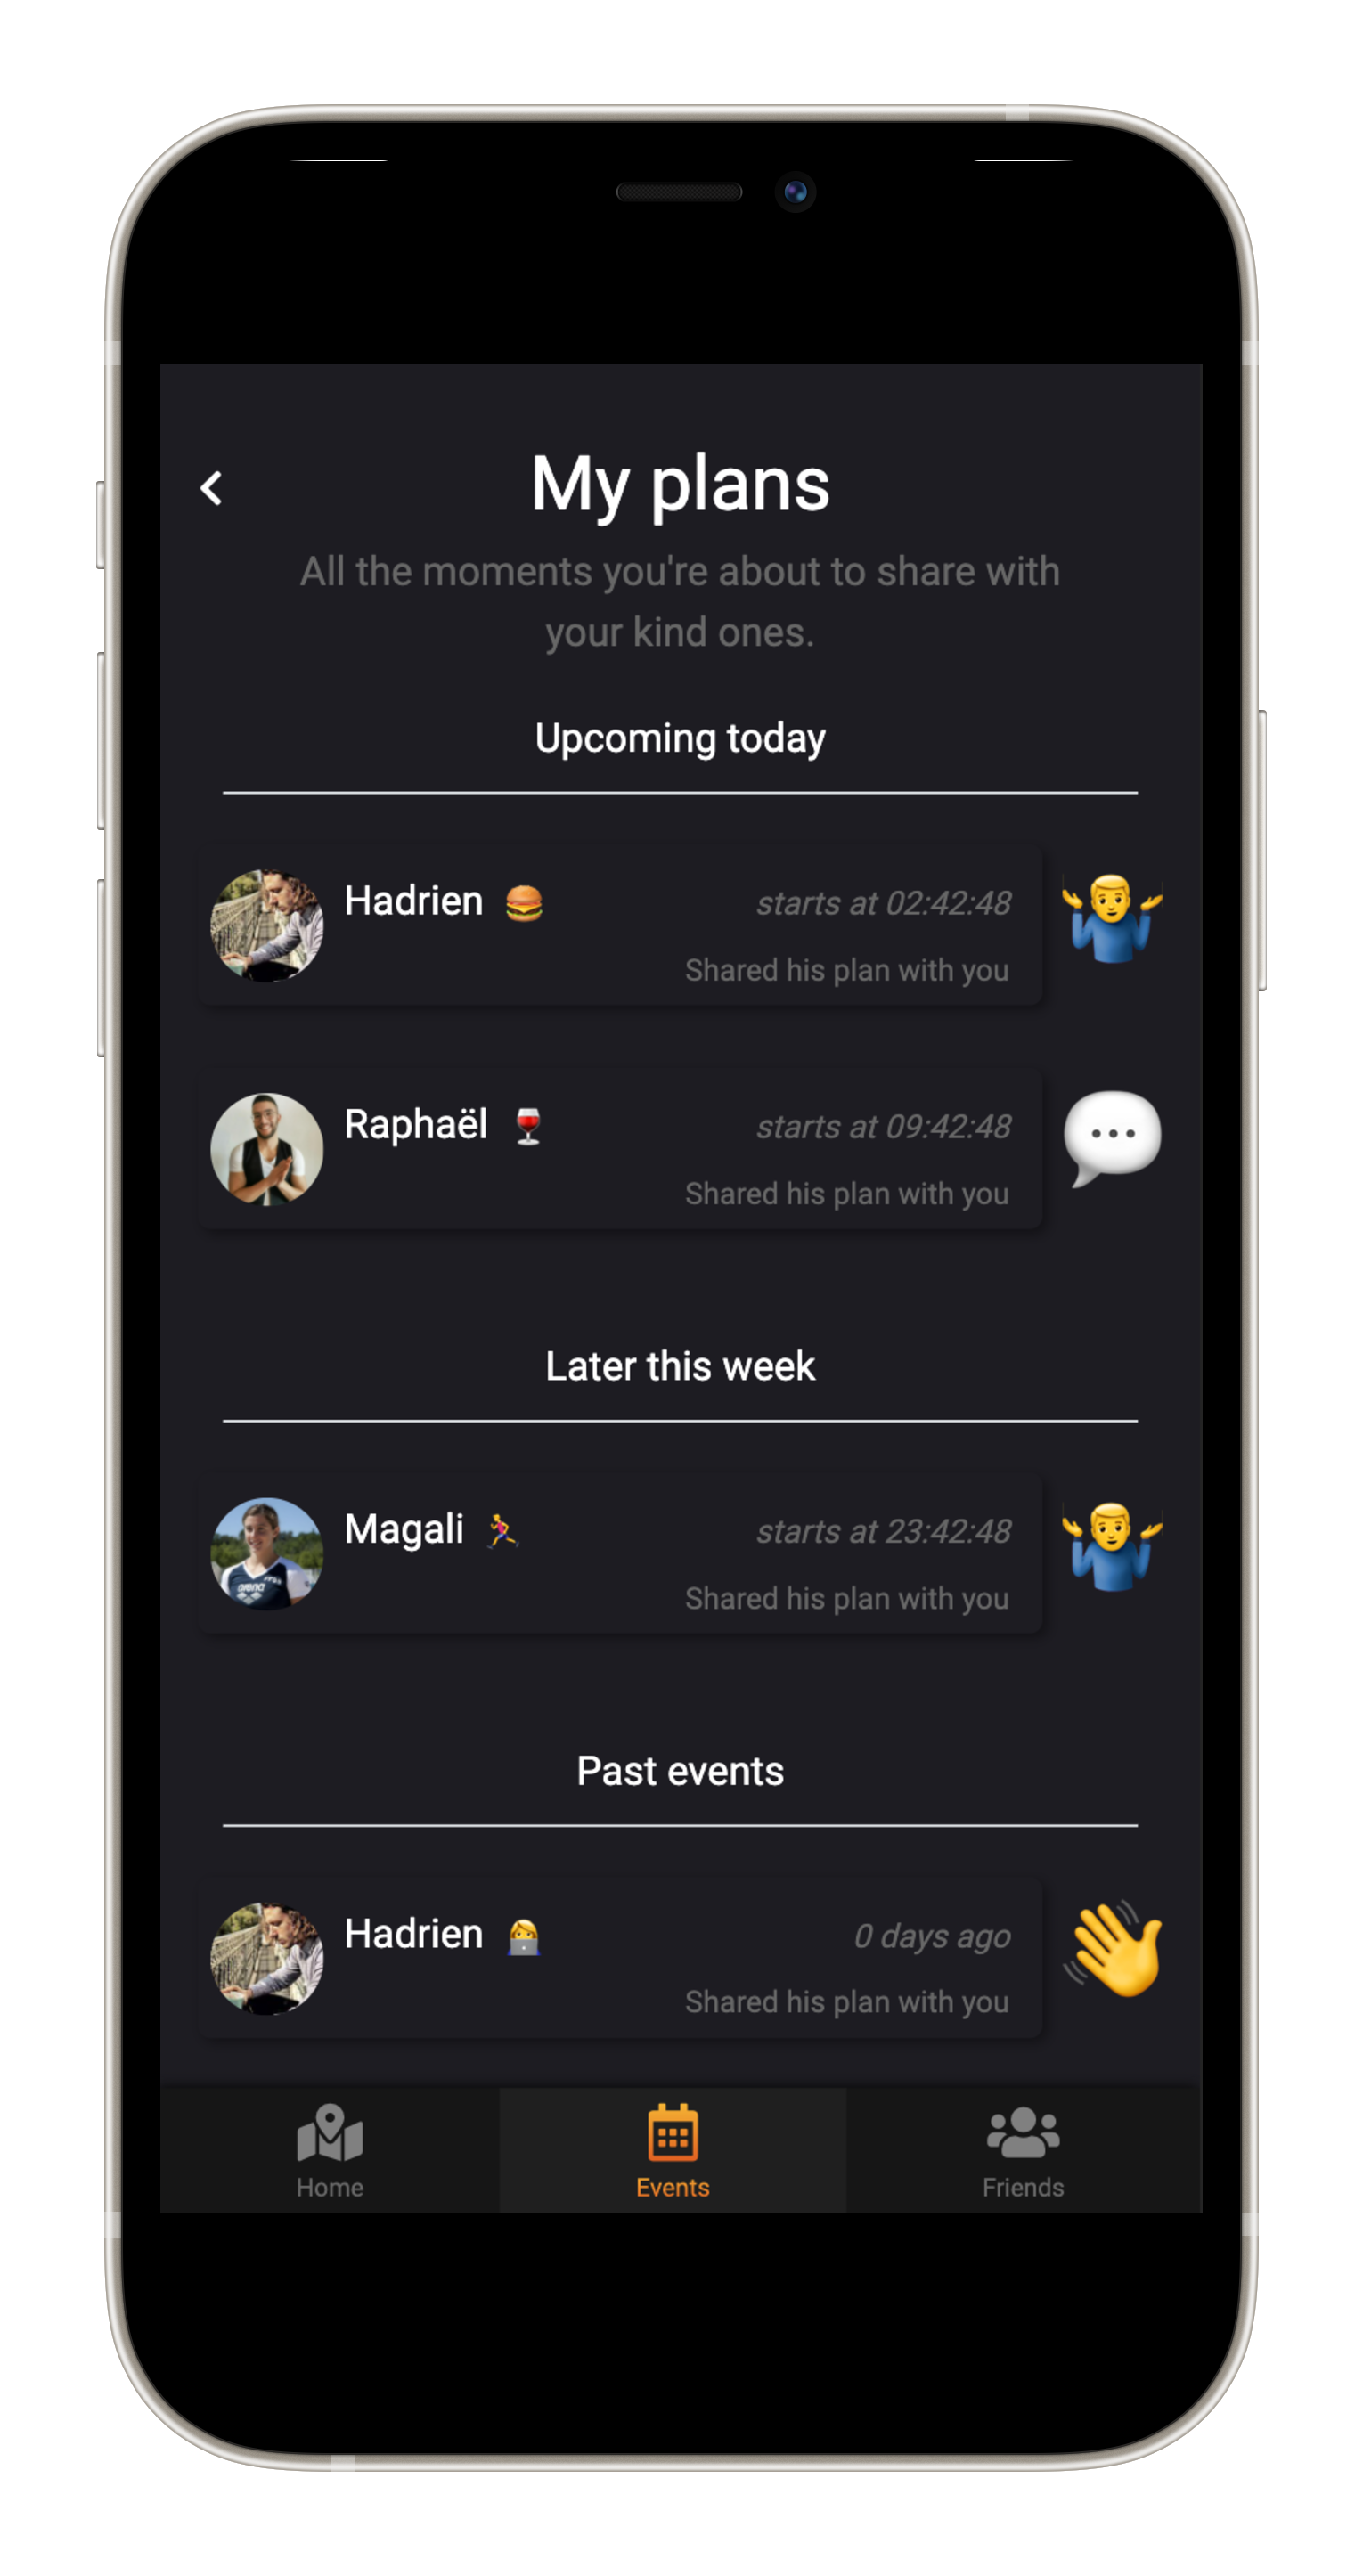 My plans
All the moments you're about to share with
your kind ones.
Upcoming today
Hadrien 🍔 starts at 02:42:48
Shared his plan with you
Raphaël 🍷 starts at 09:42:48
Shared his plan with you
Later this week
Magali 🏃‍♀️ starts at 23:42:48
Shared his plan with you
arena
Past events
Hadrien 👩‍💻 0 days ago
Shared his plan with you
Home Events Friends